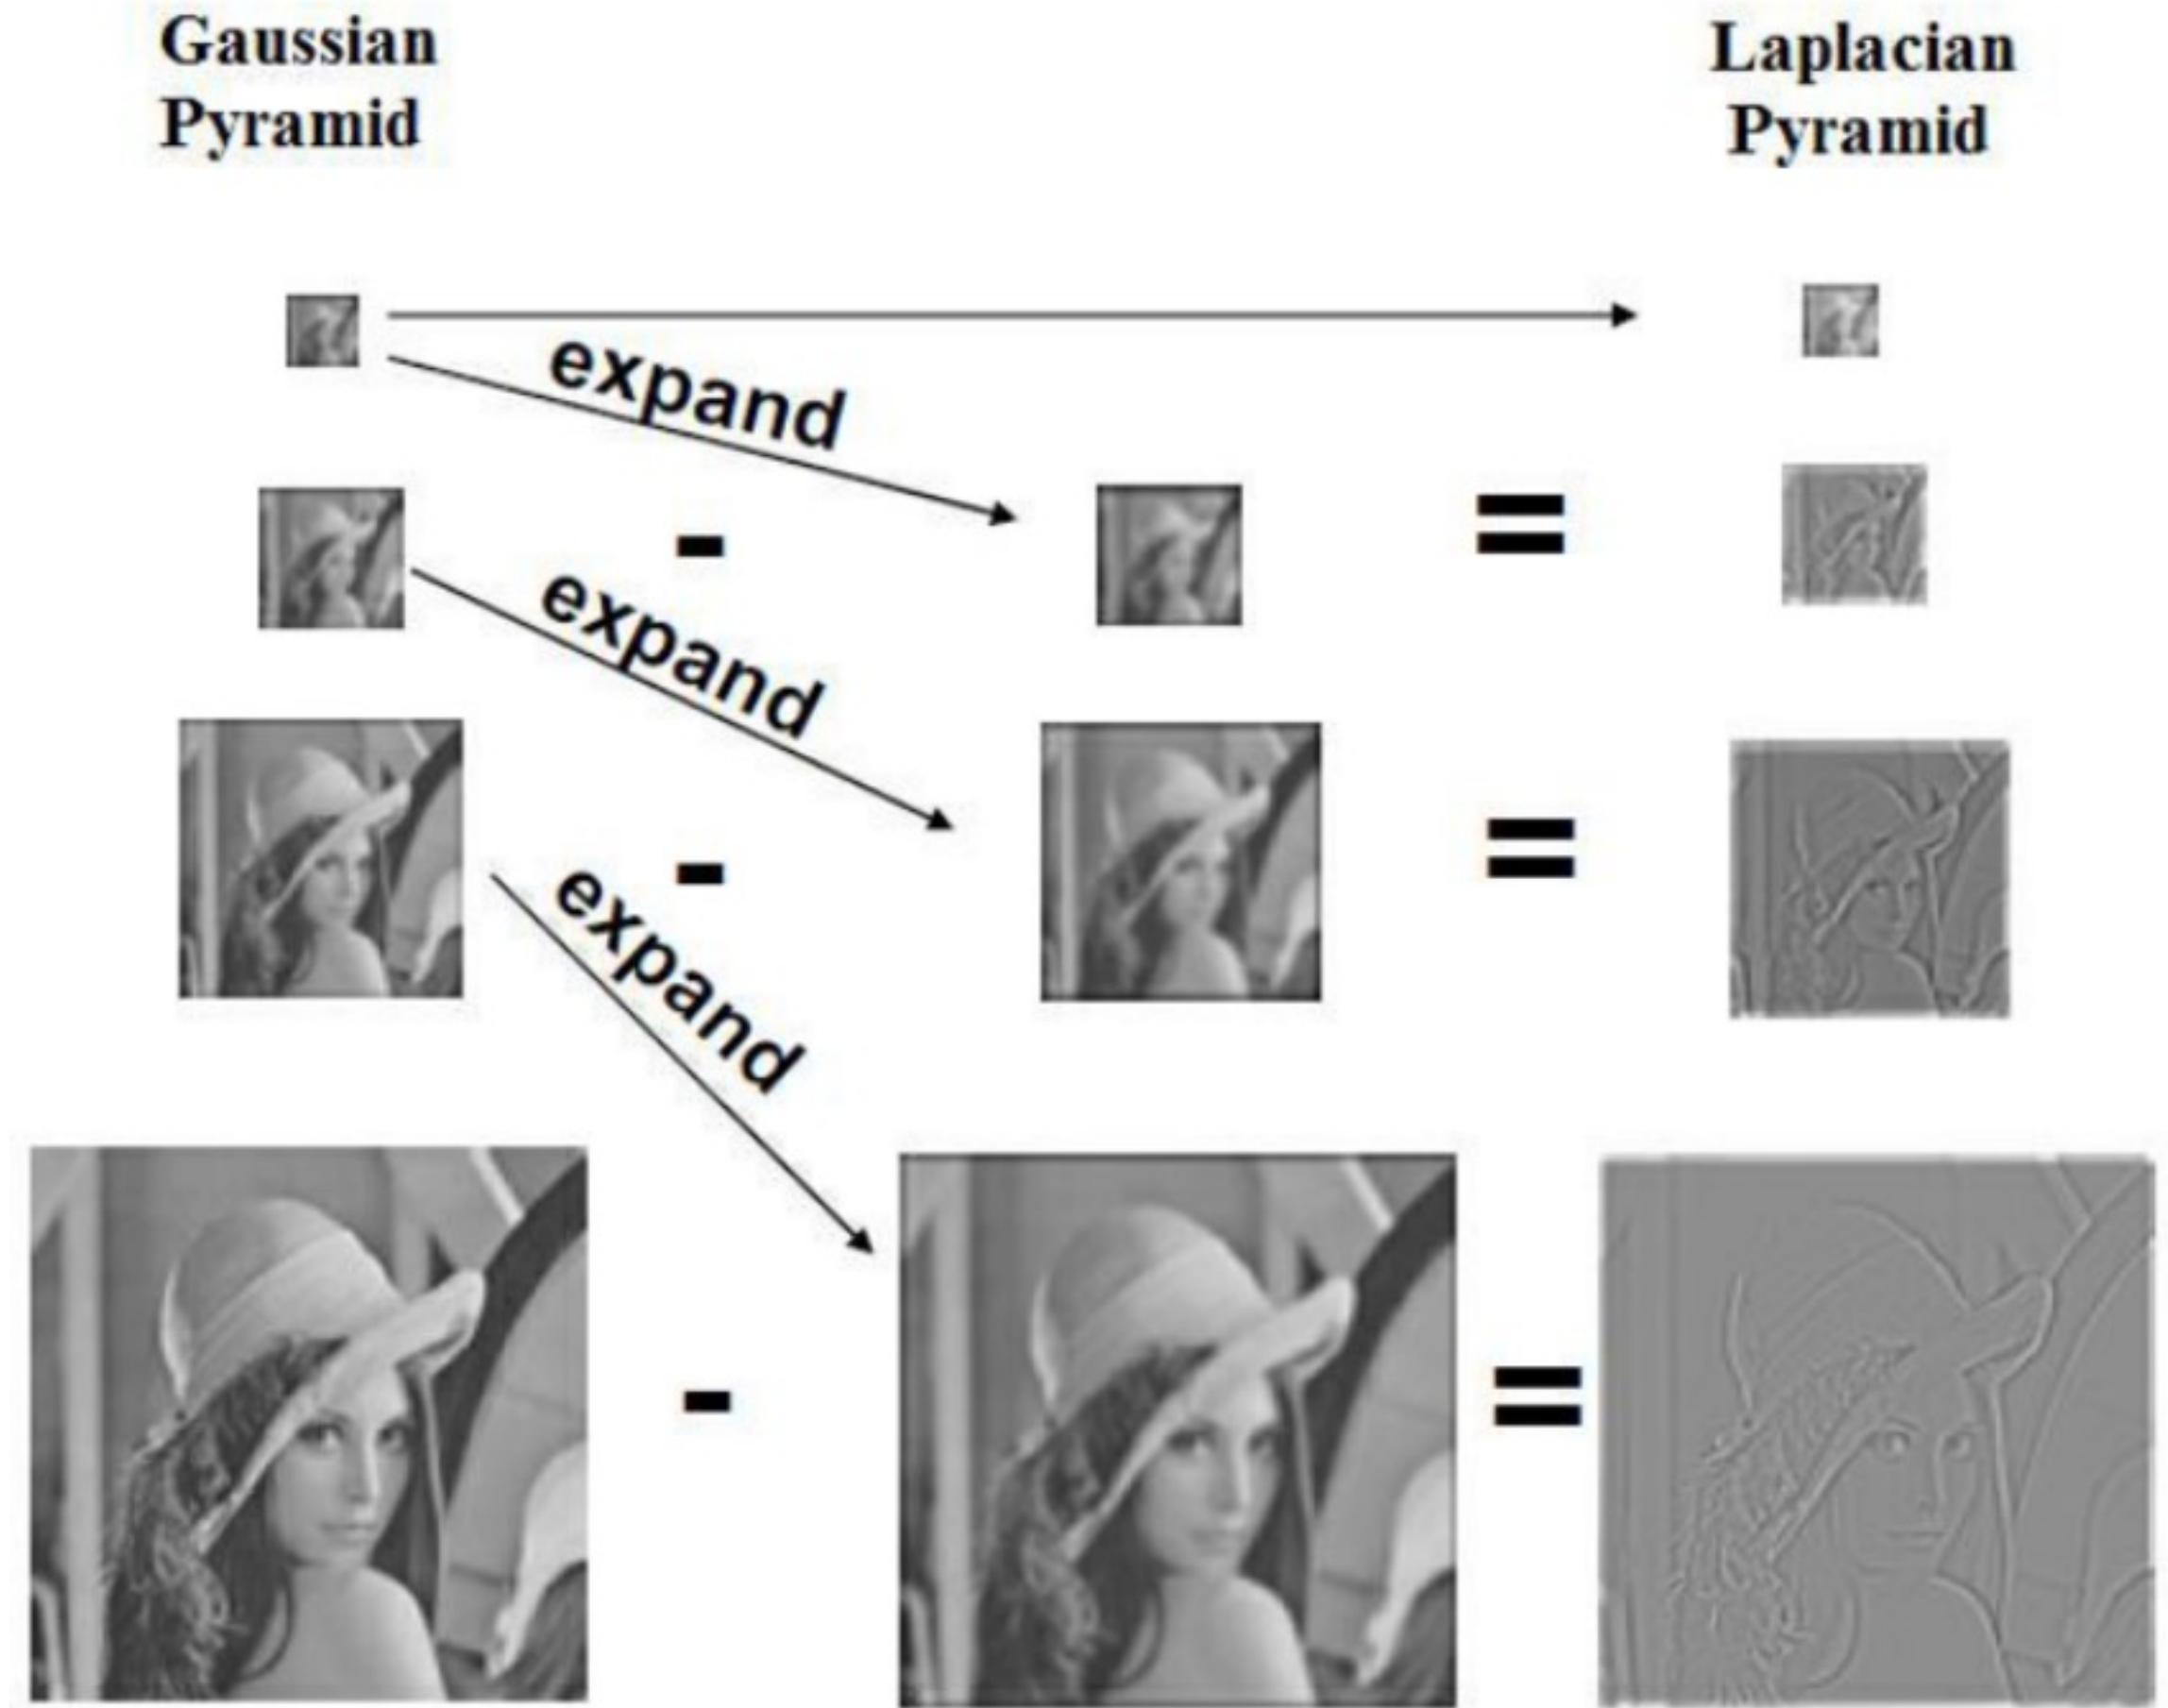 Gaussian
Pyramid
Laplacian
Pyramid
expand
-
=
expand
-
=
expand
-
=